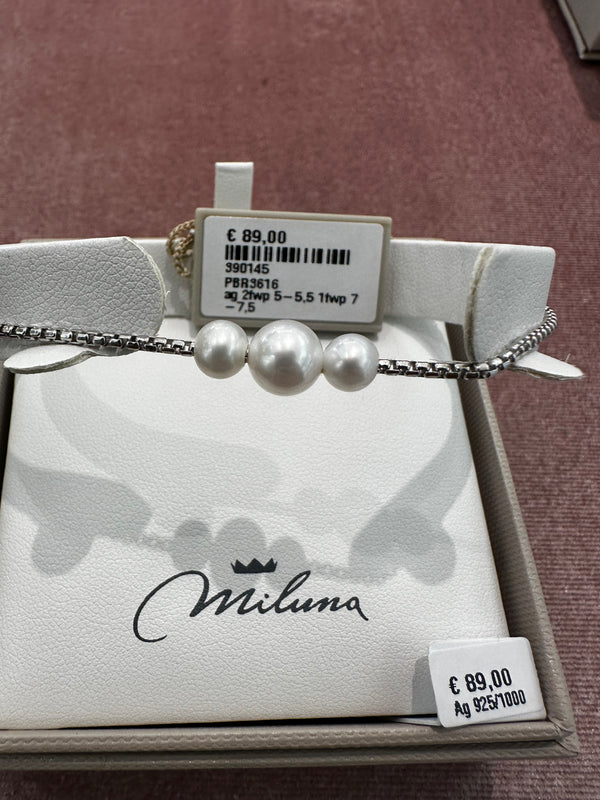 € 89,00
390145
PBR3616
ag 2fwp 5-5,5 1fwp 7
-7,5
Miluna
€ 89,00
Ag 925/1000